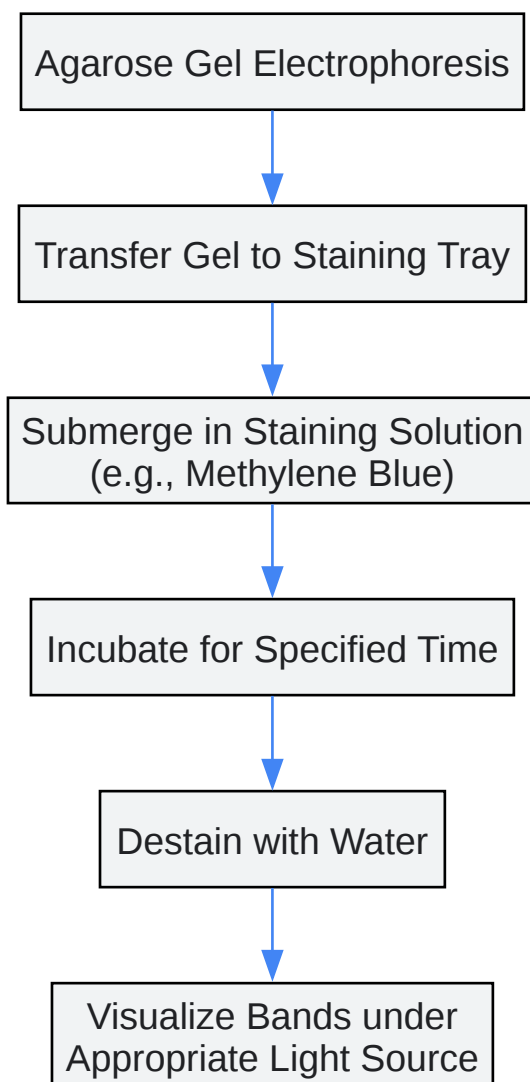 Agarose Gel Electrophoresis
Transfer Gel to Staining Tray
Submerge in Staining Solution
(e.g., Methylene Blue)
Incubate for Specified Time
Destain with Water
Visualize Bands under
Appropriate Light Source